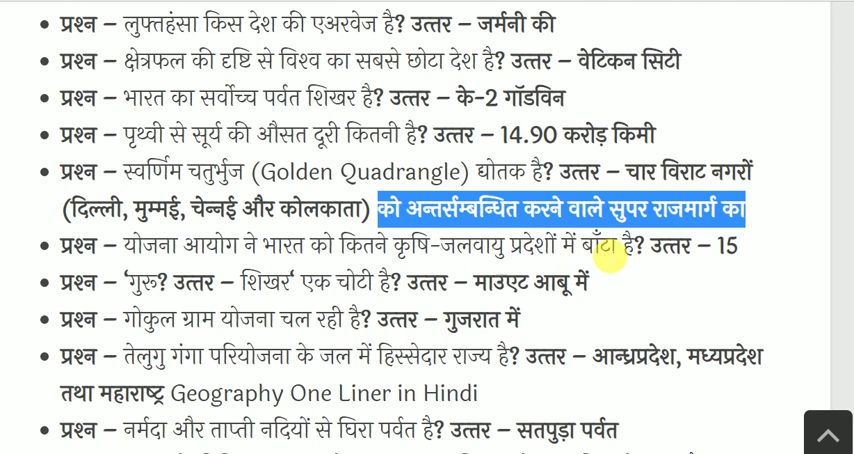 • प्रश्न – लुफ्तहंसा किस देश की एअरवेज है? उत्तर – जर्मनी की
• प्रश्न – क्षेत्रफल की दृष्टि से विश्व का सबसे छोटा देश है? उत्तर – वेटिकन सिटी
• प्रश्न – भारत का सर्वोच्च पर्वत शिखर है? उत्तर – के-2 गॉडविन
• प्रश्न – पृथ्वी से सूर्य की औसत दूरी कितनी है? उत्तर – 14.90 करोड़ किमी
• प्रश्न – स्वर्णिम चतुर्भुज (Golden Quadrangle) द्योतक है? उत्तर – चार विराट नगरों
(दिल्ली, मुम्मई, चेन्नई और कोलकाता) को अन्तर्सम्बन्धित करने वाले सुपर राजमार्ग का
• प्रश्न – योजना आयोग ने भारत को कितने कृषि-जलवायु प्रदेशों में बाँटा है? उत्तर – 15
• प्रश्न – ‘गुरू? उत्तर – शिखर‘ एक चोटी है? उत्तर – माउएट आबू में
• प्रश्न – गोकुल ग्राम योजना चल रही है? उत्तर – गुजरात में
• प्रश्न – तेलुगु गंगा परियोजना के जल में हिस्सेदार राज्य है? उत्तर – आन्ध्रप्रदेश, मध्यप्रदेश
तथा महाराष्ट्र Geography One Liner in Hindi
• प्रश्न – नर्मदा और ताप्ती नदियों से घिरा पर्वत है? उत्तर – सतपुड़ा पर्वत